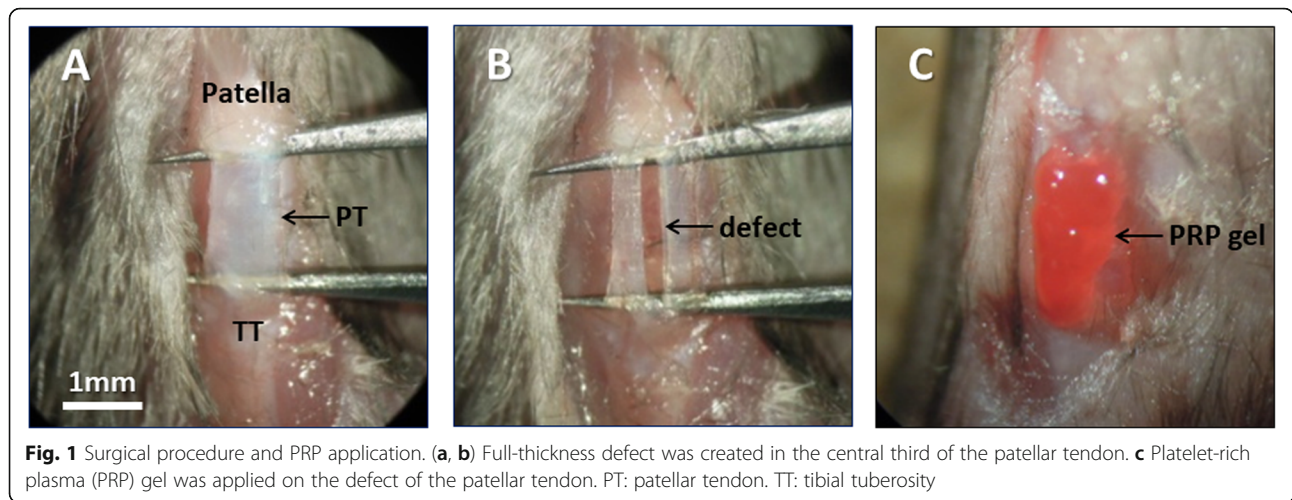 A
Patella
PT
TT
1mm
B
defect
C
PRP gel
Fig. 1 Surgical procedure and PRP application. (a, b) Full-thickness defect was created in the central third of the patellar tendon. c Platelet-rich
plasma (PRP) gel was applied on the defect of the patellar tendon. PT: patellar tendon. TT: tibial tuberosity